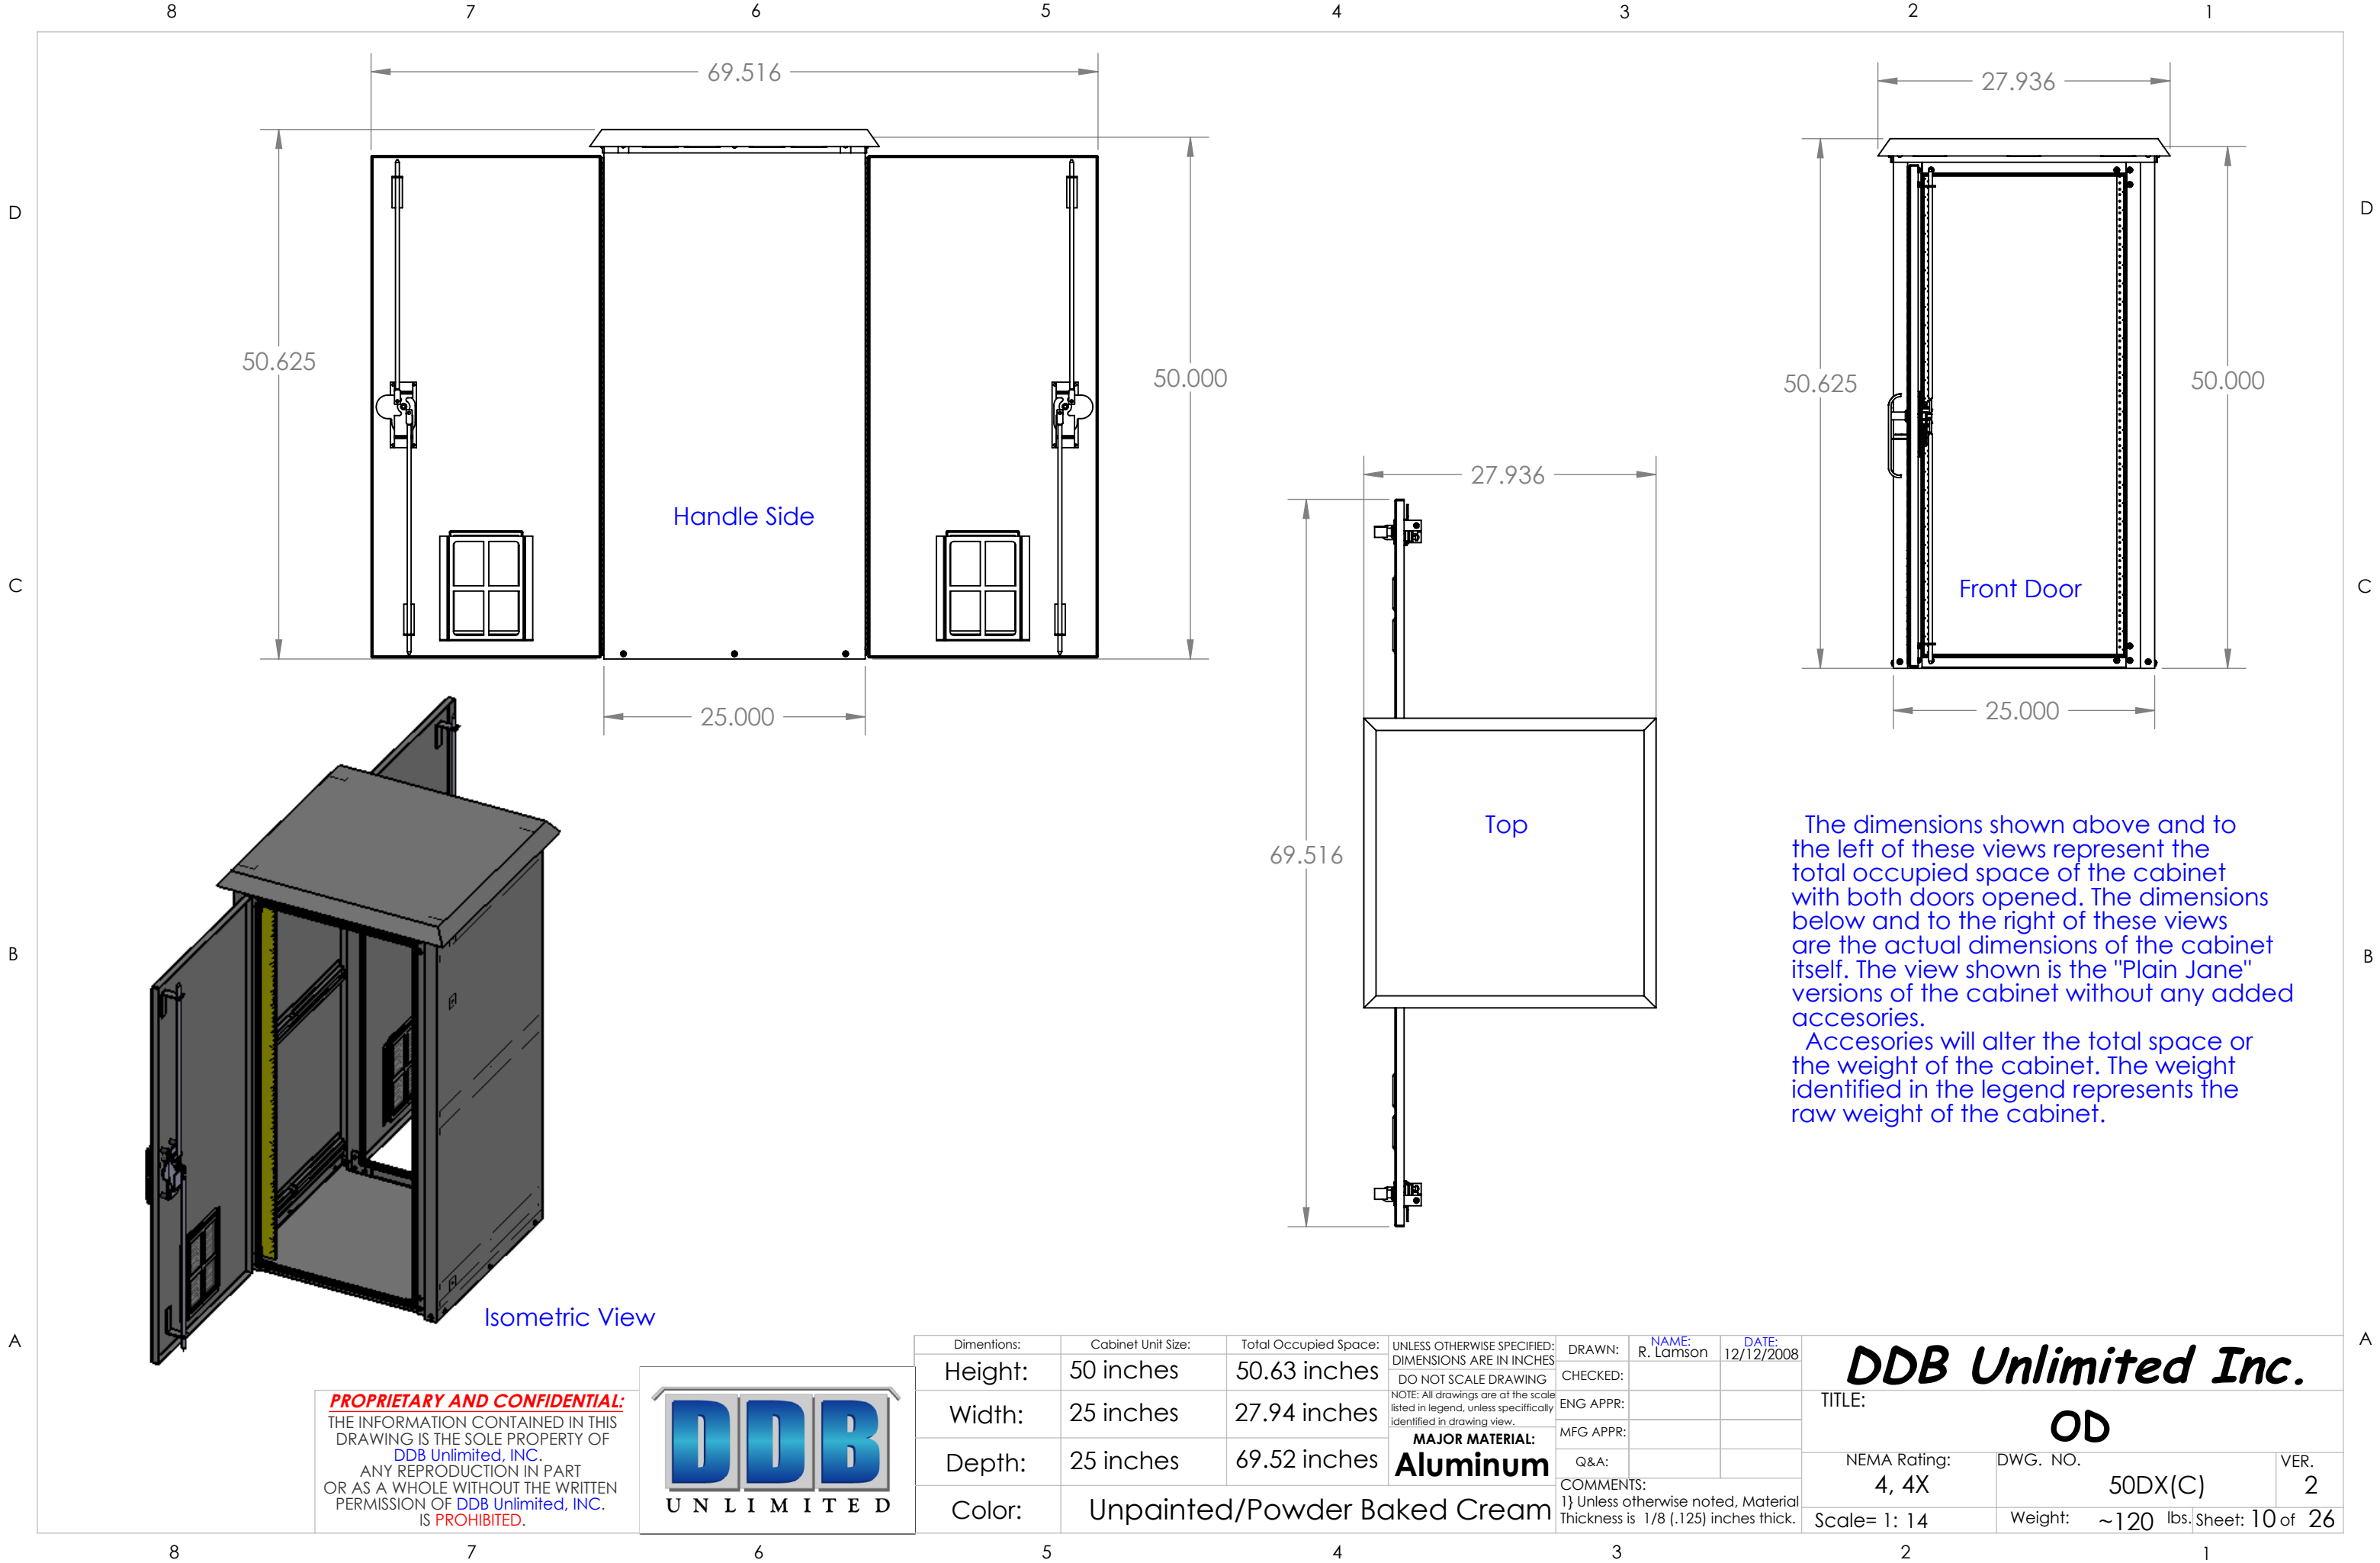 8 7 6 5 4 3 2 1
D
C
B
A
D
C
B
A
69.516
50.625
50.000
Handle Side
25.000
27.936
50.625
50.000
Front Door
25.000
27.936
69.516
Top
Isometric View
The dimensions shown above and to
the left of these views represent the
total occupied space of the cabinet
with both doors opened. The dimensions
below and to the right of these views
are the actual dimensions of the cabinet
itself. The view shown is the "Plain Jane"
versions of the cabinet without any added
accesories.
Accesories will alter the total space or
the weight of the cabinet. The weight
identified in the legend represents the
raw weight of the cabinet.
PROPRIETARY AND CONFIDENTIAL:
THE INFORMATION CONTAINED IN THIS
DRAWING IS THE SOLE PROPERTY OF
DDB Unlimited, INC.
ANY REPRODUCTION IN PART
OR AS A WHOLE WITHOUT THE WRITTEN
PERMISSION OF DDB Unlimited, INC.
IS PROHIBITED.
DDB
UNLIMITED
Dimentions: Cabinet Unit Size: Total Occupied Space:
Height: 50 inches 50.63 inches
Width: 25 inches 27.94 inches
Depth: 25 inches 69.52 inches
Color: Unpainted/Powder Baked Cream
UNLESS OTHERWISE SPECIFIED:
DIMENSIONS ARE IN INCHES
DO NOT SCALE DRAWING
NOTE: All drawings are at the scale
listed in legend, unless speciffically
identified in drawing view.
MAJOR MATERIAL:
Aluminum
NAME: DATE:
DRAWN: R. Lamson 12/12/2008
CHECKED:
ENG APPR:
MFG APPR:
Q&A:
COMMENTS:
1} Unless otherwise noted, Material
Thickness is 1/8 (.125) inches thick.
DDB Unlimited Inc.
TITLE:
OD
NEMA Rating: DWG. NO. VER.
4, 4X 50DX(C) 2
Scale= 1: 14 Weight: ~120 lbs. Sheet: 10 of 26
8 7 6 5 4 3 2 1